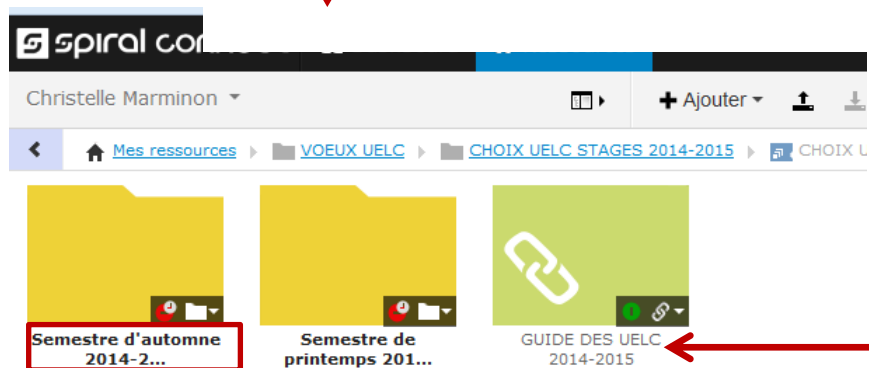 spiral con
Christelle Marminon
Ajouter
Mes ressources VOEUX UELC CHOIX UELC STAGES 2014-2015 CHOIX U
Semestre d'automne
2014-2...
Semestre de
printemps 201...
GUIDE DES UELC
2014-2015